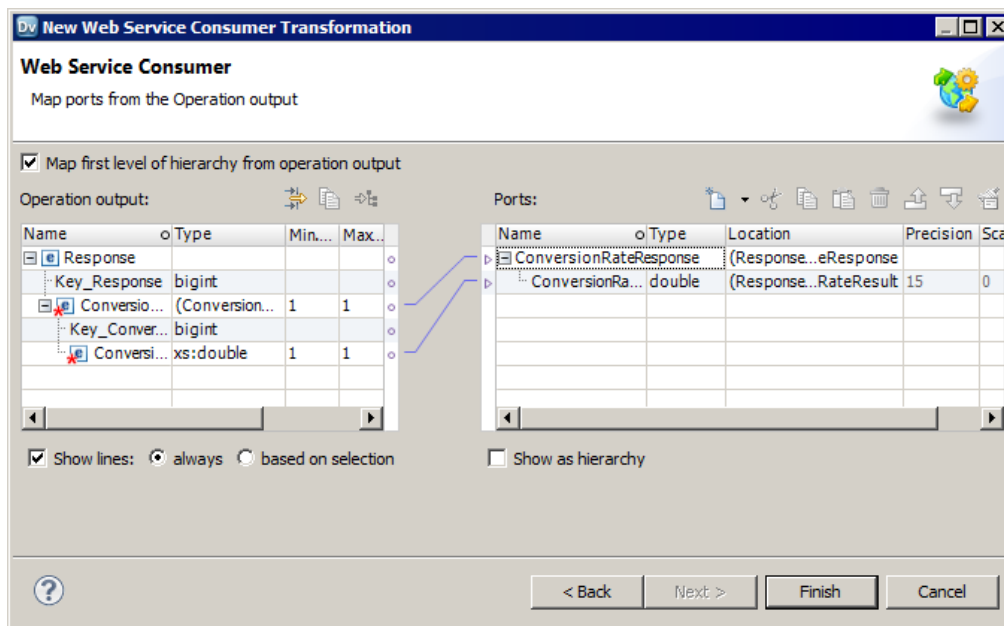 Dv New Web Service Consumer Transformation
Web Service Consumer
Map ports from the Operation output
Map first level of hierarchy from operation output
Operation output:
Name Type Min.... Max...
Response
Key_Response bigint
Conversio... (Conversion... 1 1
Key_Conver... bigint
Conversi... xs:double 1 1
Show lines: always based on selection
Ports:
Name Type Location Precision Sca
ConversionRateResponse (Response...eResponse
ConversionRa... double (Response...RateResult 15 0
Show as hierarchy
? < Back Next > Finish Cancel